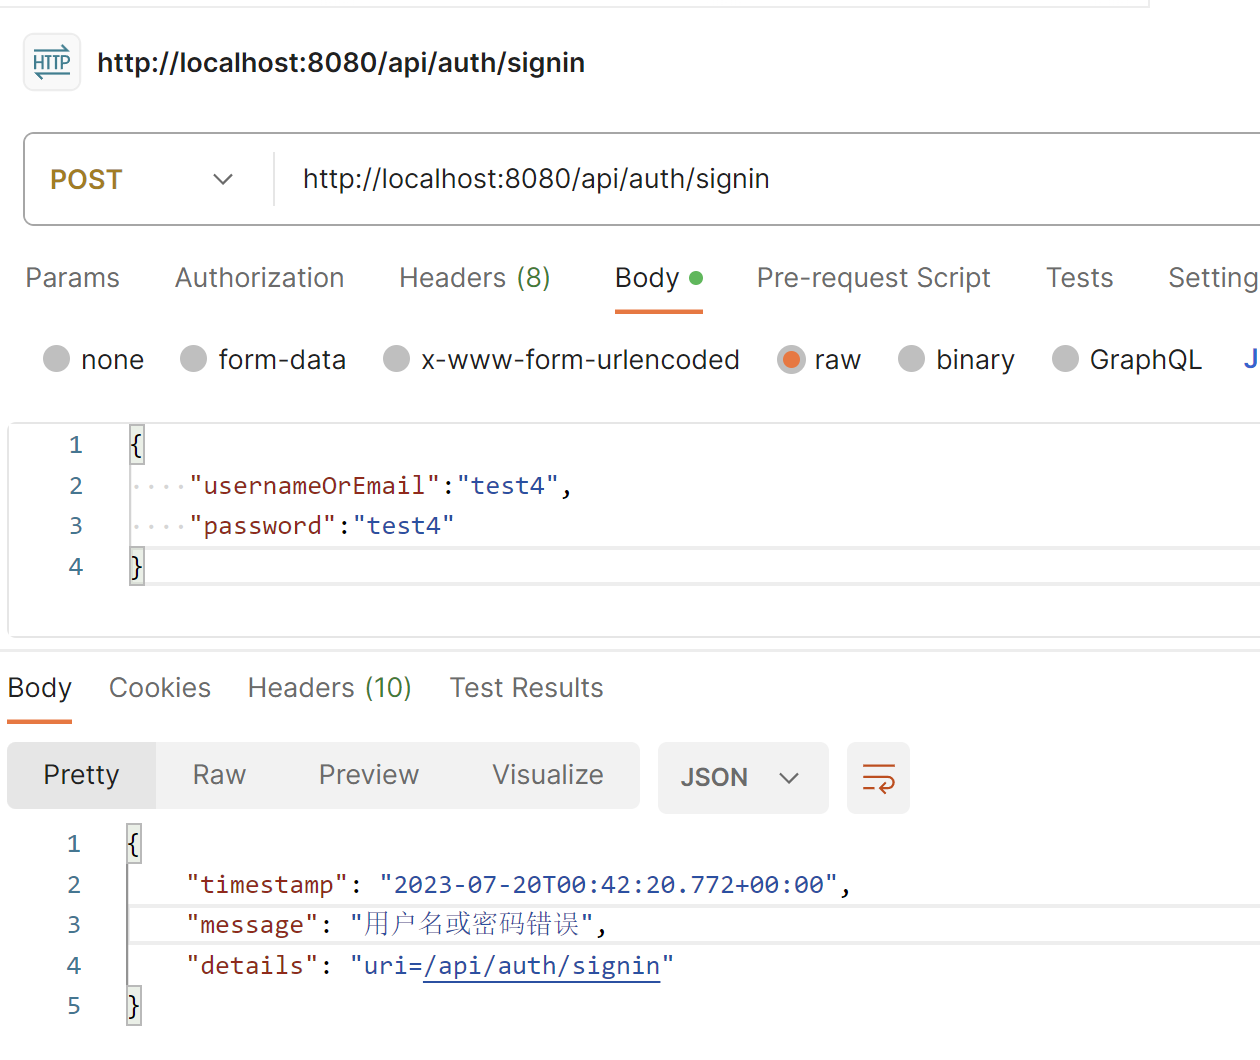 HTTP http://localhost:8080/api/auth/signin
POST http://localhost:8080/api/auth/signin
Params Authorization Headers (8) Body Pre-request Script Tests Setting
none form-data x-www-form-urlencoded raw binary GraphQL J
1 {
2 ····"usernameOrEmail":"test4",
3 ····"password":"test4"
4 }
Body Cookies Headers (10) Test Results
Pretty Raw Preview Visualize JSON
1 {
2 "timestamp": "2023-07-20T00:42:20.772+00:00",
3 "message": "用户名或密码错误",
4 "details": "uri=/api/auth/signin"
5 }